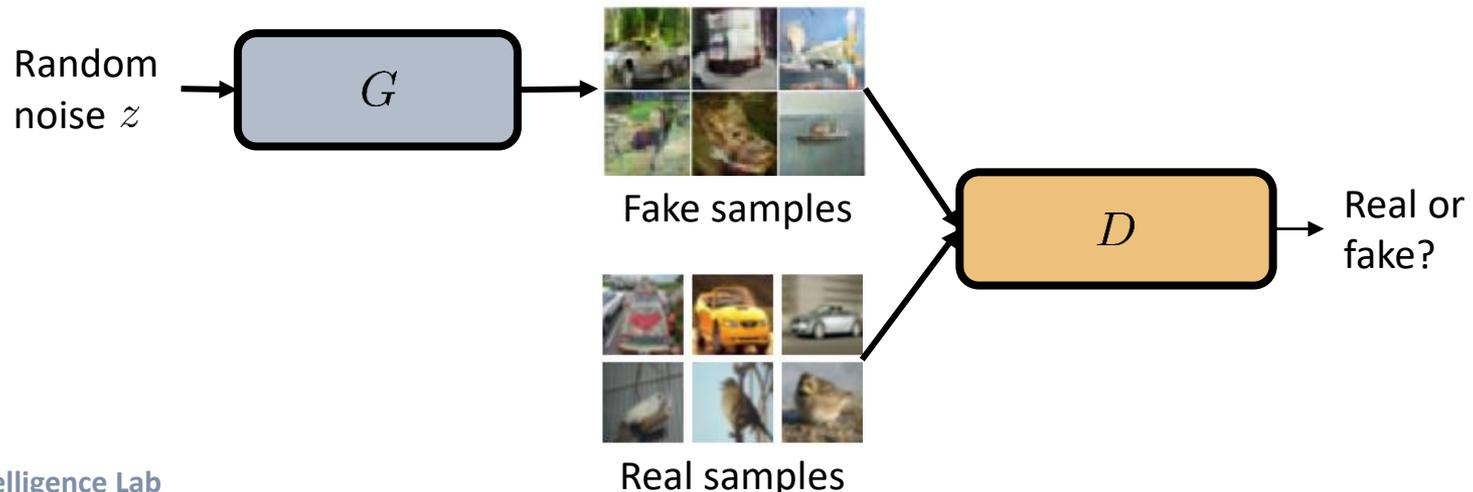 Random
noise z
G
Fake samples
D
Real or
fake?
Real samples
elligence Lab